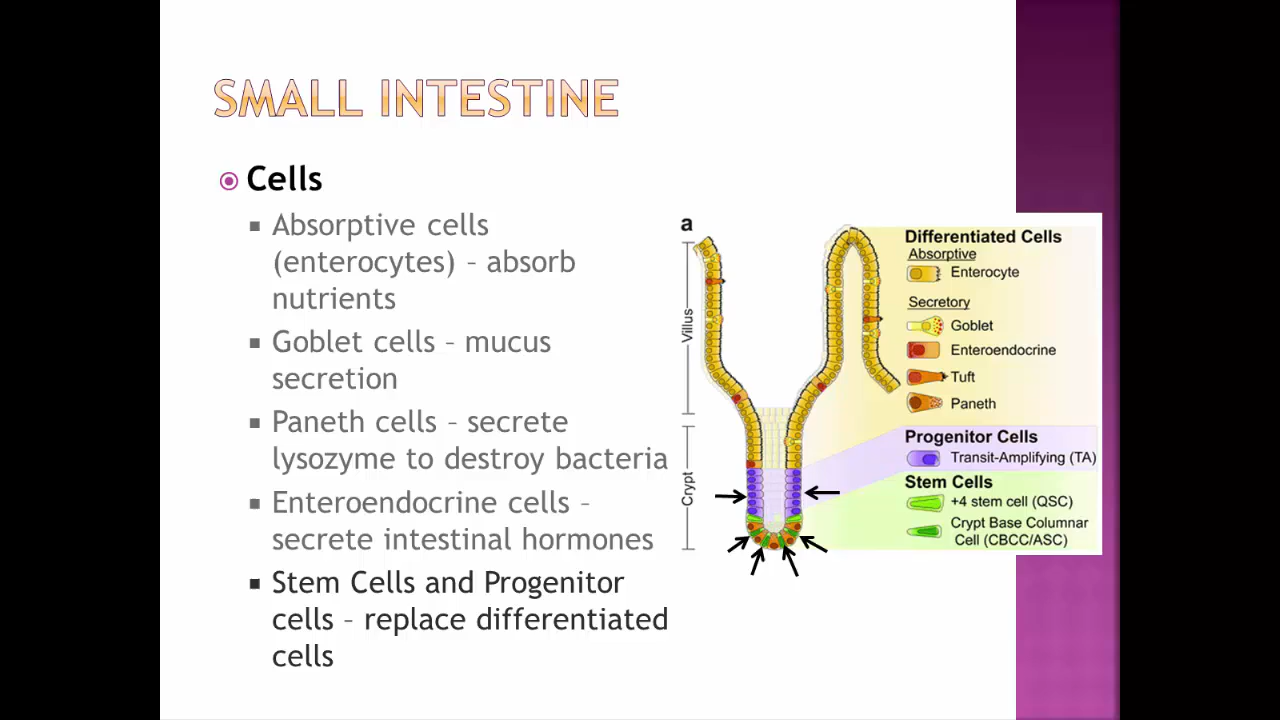 SMALL INTESTINE
Cells
Absorptive cells
(enterocytes) – absorb
nutrients
Goblet cells – mucus
secretion
Paneth cells – secrete
lysozyme to destroy bacteria
Enteroendocrine cells –
secrete intestinal hormones
Stem Cells and Progenitor
cells – replace differentiated
cells
a
Villus
Crypt
Differentiated Cells
Absorptive
Enterocyte
Secretory
Goblet
Enteroendocrine
Tuft
Paneth
Progenitor Cells
Transit-Amplifying (TA)
Stem Cells
+4 stem cell (QSC)
Crypt Base Columnar
Cell (CBCC/ASC)